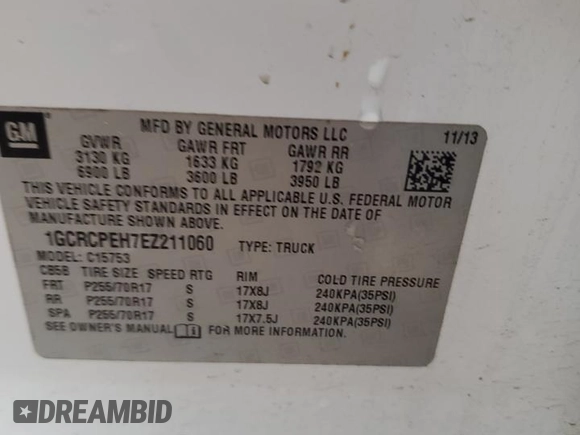 GM
MFD BY GENERAL MOTORS LLC 11/13
GVWR GAWR FRT GAWR RR
3130 KG 1633 KG 1792 KG
6900 LB 3600 LB 3950 LB
THIS VEHICLE CONFORMS TO ALL APPLICABLE U.S. FEDERAL MOTOR
VEHICLE SAFETY STANDARDS IN EFFECT ON THE DATE OF
MANUFACTURE SHOWN ABOVE.
1GCRCPEH7EZ211060 TYPE: TRUCK
MODEL: C15753
CB5B TIRE SIZE SPEED RTG RIM COLD TIRE PRESSURE
FRT P255/70R17 S 17X8J 240KPA(35PSI)
RR P255/70R17 S 17X8J 240KPA(35PSI)
SPA P255/70R17 S 17X7.5J 240KPA(35PSI)
SEE OWNER'S MANUAL FOR MORE INFORMATION.
DREAMBID